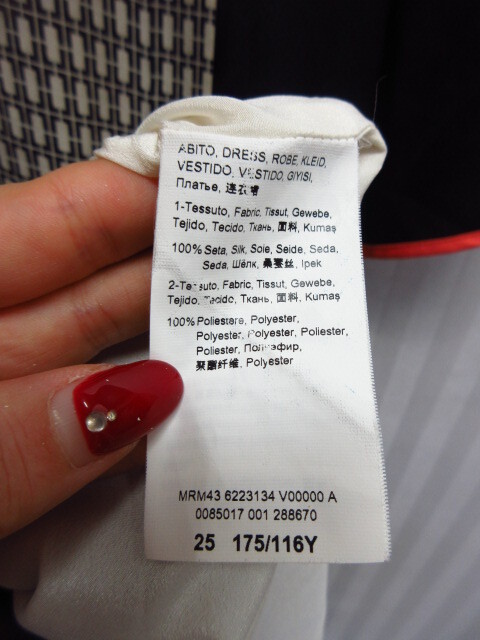 ABITO, DRESS, ROBE, KLEID,
VESTIDO, VESTIDO, GIYISI,
Платье, 连衣裙
1-Tessuto, Fabric, Tissut, Gewebe,
Tejido, Tecido, Ткань, 面料, Kumaş
100% Seta, Silk, Soie, Seide, Seda,
Seda, Шёлк, 桑蚕丝, Ipek
2-Tessuto, Fabric, Tissut, Gewebe,
Tejido, Tecido, Ткань, 面料, Kumaş
100% Poliestere, Polyester,
Polyester, Polyester, Poliester,
Poliester, Полиэфир,
聚酯纤维, Polyester
MRM43 6223134 V00000 A
0085017 001 288670
25 175/116Y